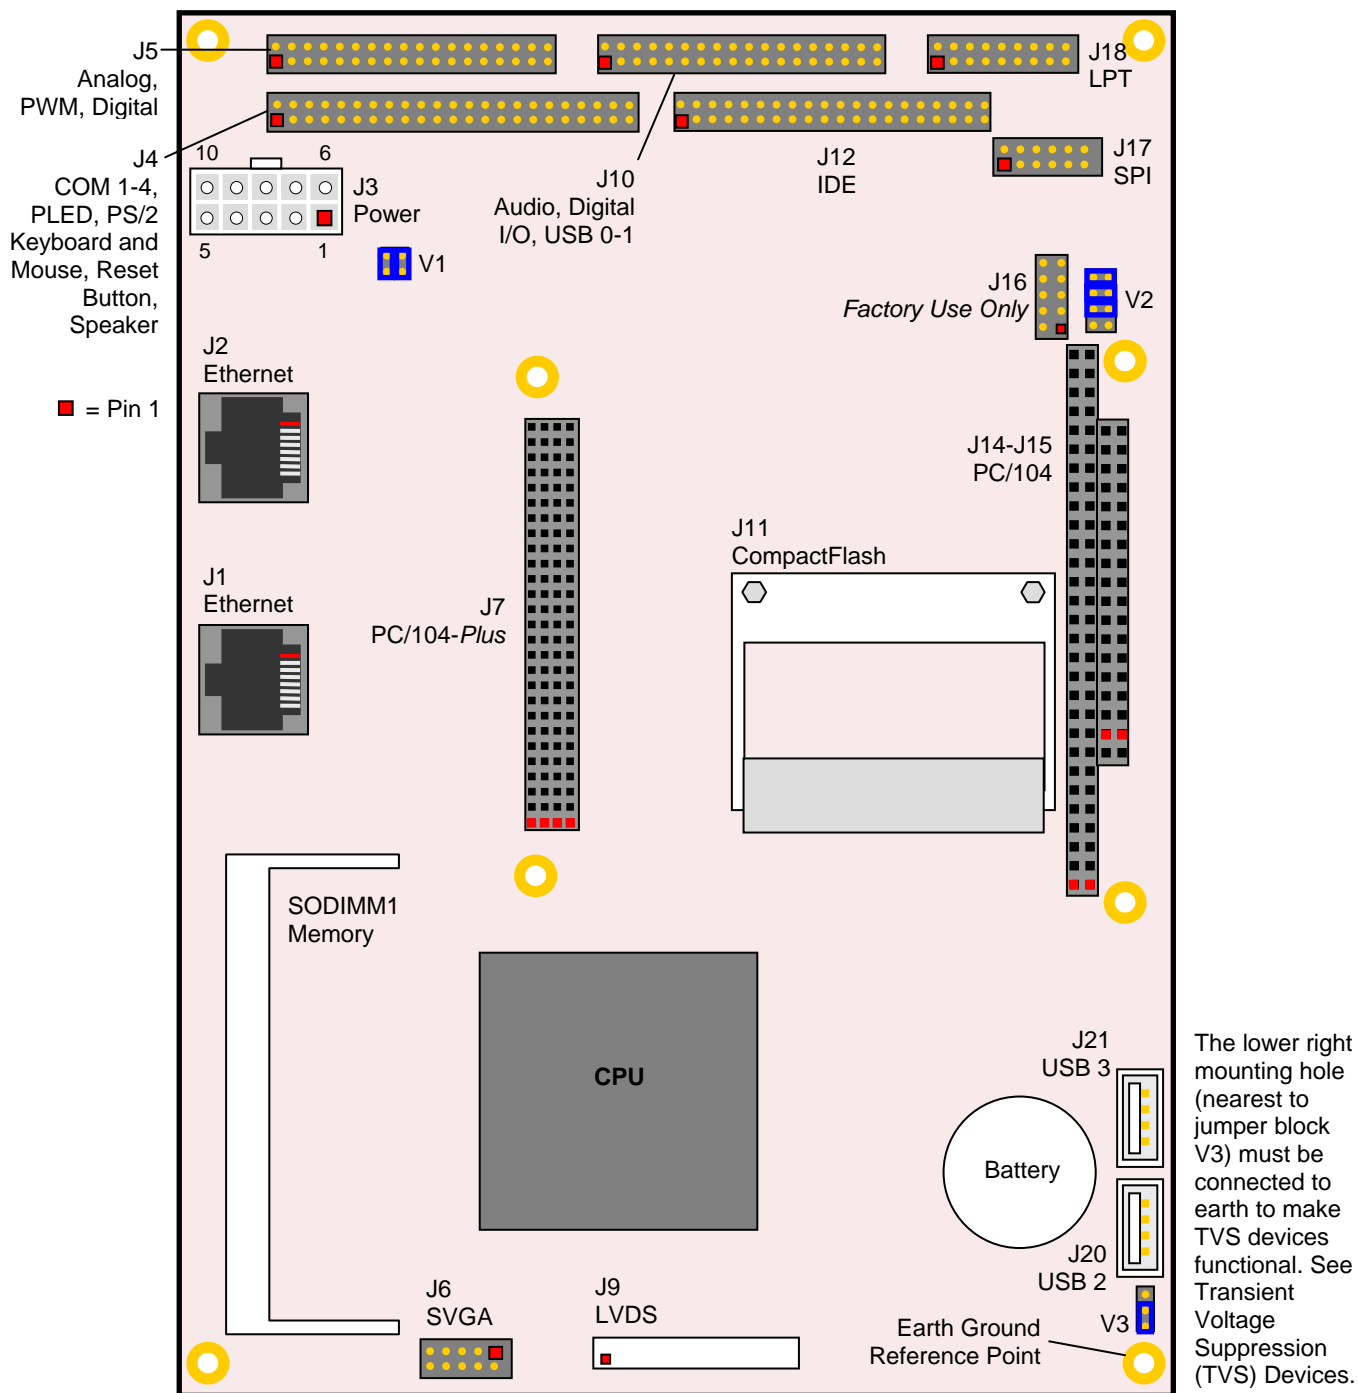 J5
Analog,
PWM, Digital
J4
COM 1-4,
PLED, PS/2
Keyboard and
Mouse, Reset
Button,
Speaker
= Pin 1
10
6
5
1
J3
Power
V1
J10
Audio, Digital
I/O, USB 0-1
J12
IDE
J18
LPT
J17
SPI
J16
Factory Use Only
V2
J2
Ethernet
J1
Ethernet
J7
PC/104-Plus
J14-J15
PC/104
J11
CompactFlash
SODIMM1
Memory
CPU
J21
USB 3
Battery
J20
USB 2
V3
J6
SVGA
J9
LVDS
Earth Ground
Reference Point
The lower right
mounting hole
(nearest to
jumper block
V3) must be
connected to
earth to make
TVS devices
functional. See
Transient
Voltage
Suppression
(TVS) Devices.